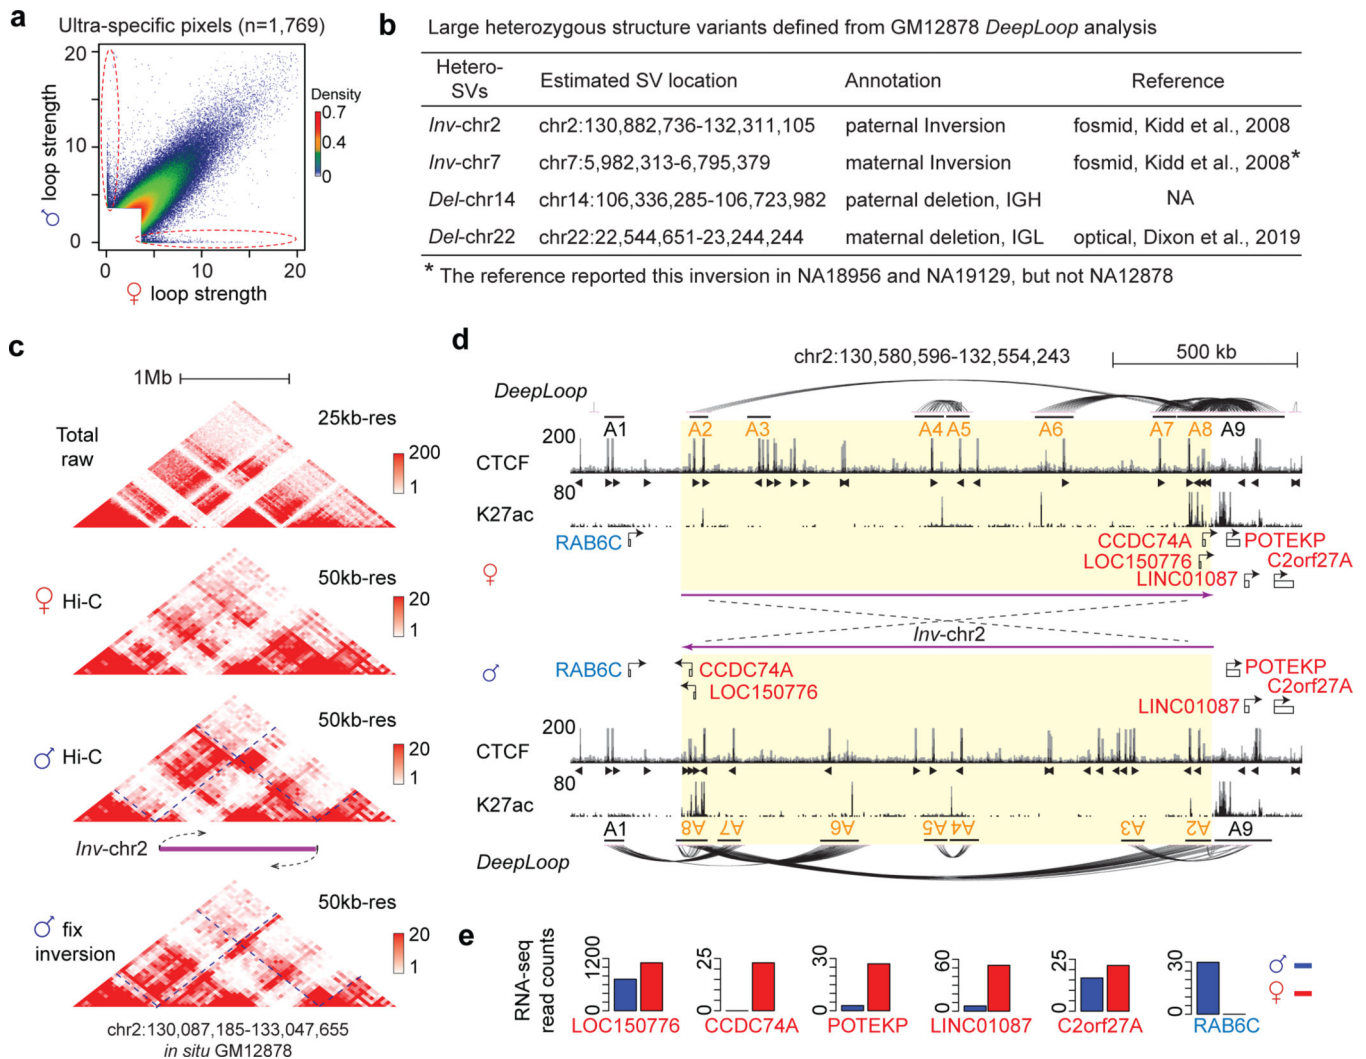 a
Ultra-specific pixels (n=1,769)
20
10
0
♂ loop strength
0 10 20
♀ loop strength
Density
0.7
0.4
0
b Large heterozygous structure variants defined from GM12878 DeepLoop analysis
Hetero-SVs Estimated SV location Annotation Reference
Inv-chr2 chr2:130,882,736-132,311,105 paternal Inversion fosmid, Kidd et al., 2008
Inv-chr7 chr7:5,982,313-6,795,379 maternal Inversion fosmid, Kidd et al., 2008*
Del-chr14 chr14:106,336,285-106,723,982 paternal deletion, IGH NA
Del-chr22 chr22:22,544,651-23,244,244 maternal deletion, IGL optical, Dixon et al., 2019
* The reference reported this inversion in NA18956 and NA19129, but not NA12878
c
1Mb
Total raw
25kb-res
200
1
♀ Hi-C
50kb-res
20
1
♂ Hi-C
50kb-res
20
1
Inv-chr2
♂ fix inversion
50kb-res
20
1
chr2:130,087,185-133,047,655
in situ GM12878
d
chr2:130,580,596-132,554,243
500 kb
DeepLoop
A1 A2 A3 A4 A5 A6 A7 A8 A9
200
CTCF
80
K27ac
RAB6C
CCDC74A
POTEKP
LOC150776
C2orf27A
LINC01087
♀
Inv-chr2
♂
RAB6C
CCDC74A
POTEKP
LOC150776
C2orf27A
LINC01087
200
CTCF
80
K27ac
A1 A8 A7 A6 A5 A4 A3 A2 A9
DeepLoop
e
RNA-seq
read counts
1200
0
LOC150776
25
0
CCDC74A
30
0
POTEKP
60
0
LINC01087
25
0
C2orf27A
30
0
RAB6C
♂
♀